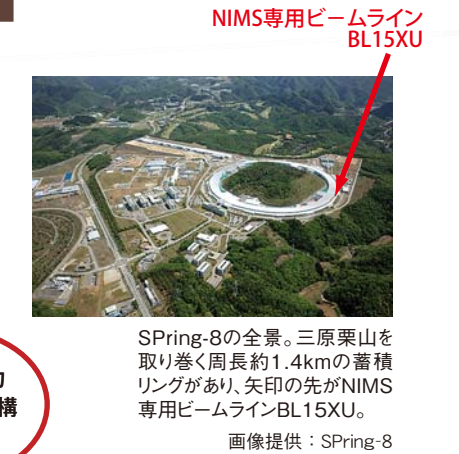 NIMS専用ビームライン
BL15XU
SPring-8の全景。三原栗山を
取り巻く周長約1.4kmの蓄積
リングがあり、矢印の先がNIMS
専用ビームラインBL15XU。
画像提供：SPring-8
構